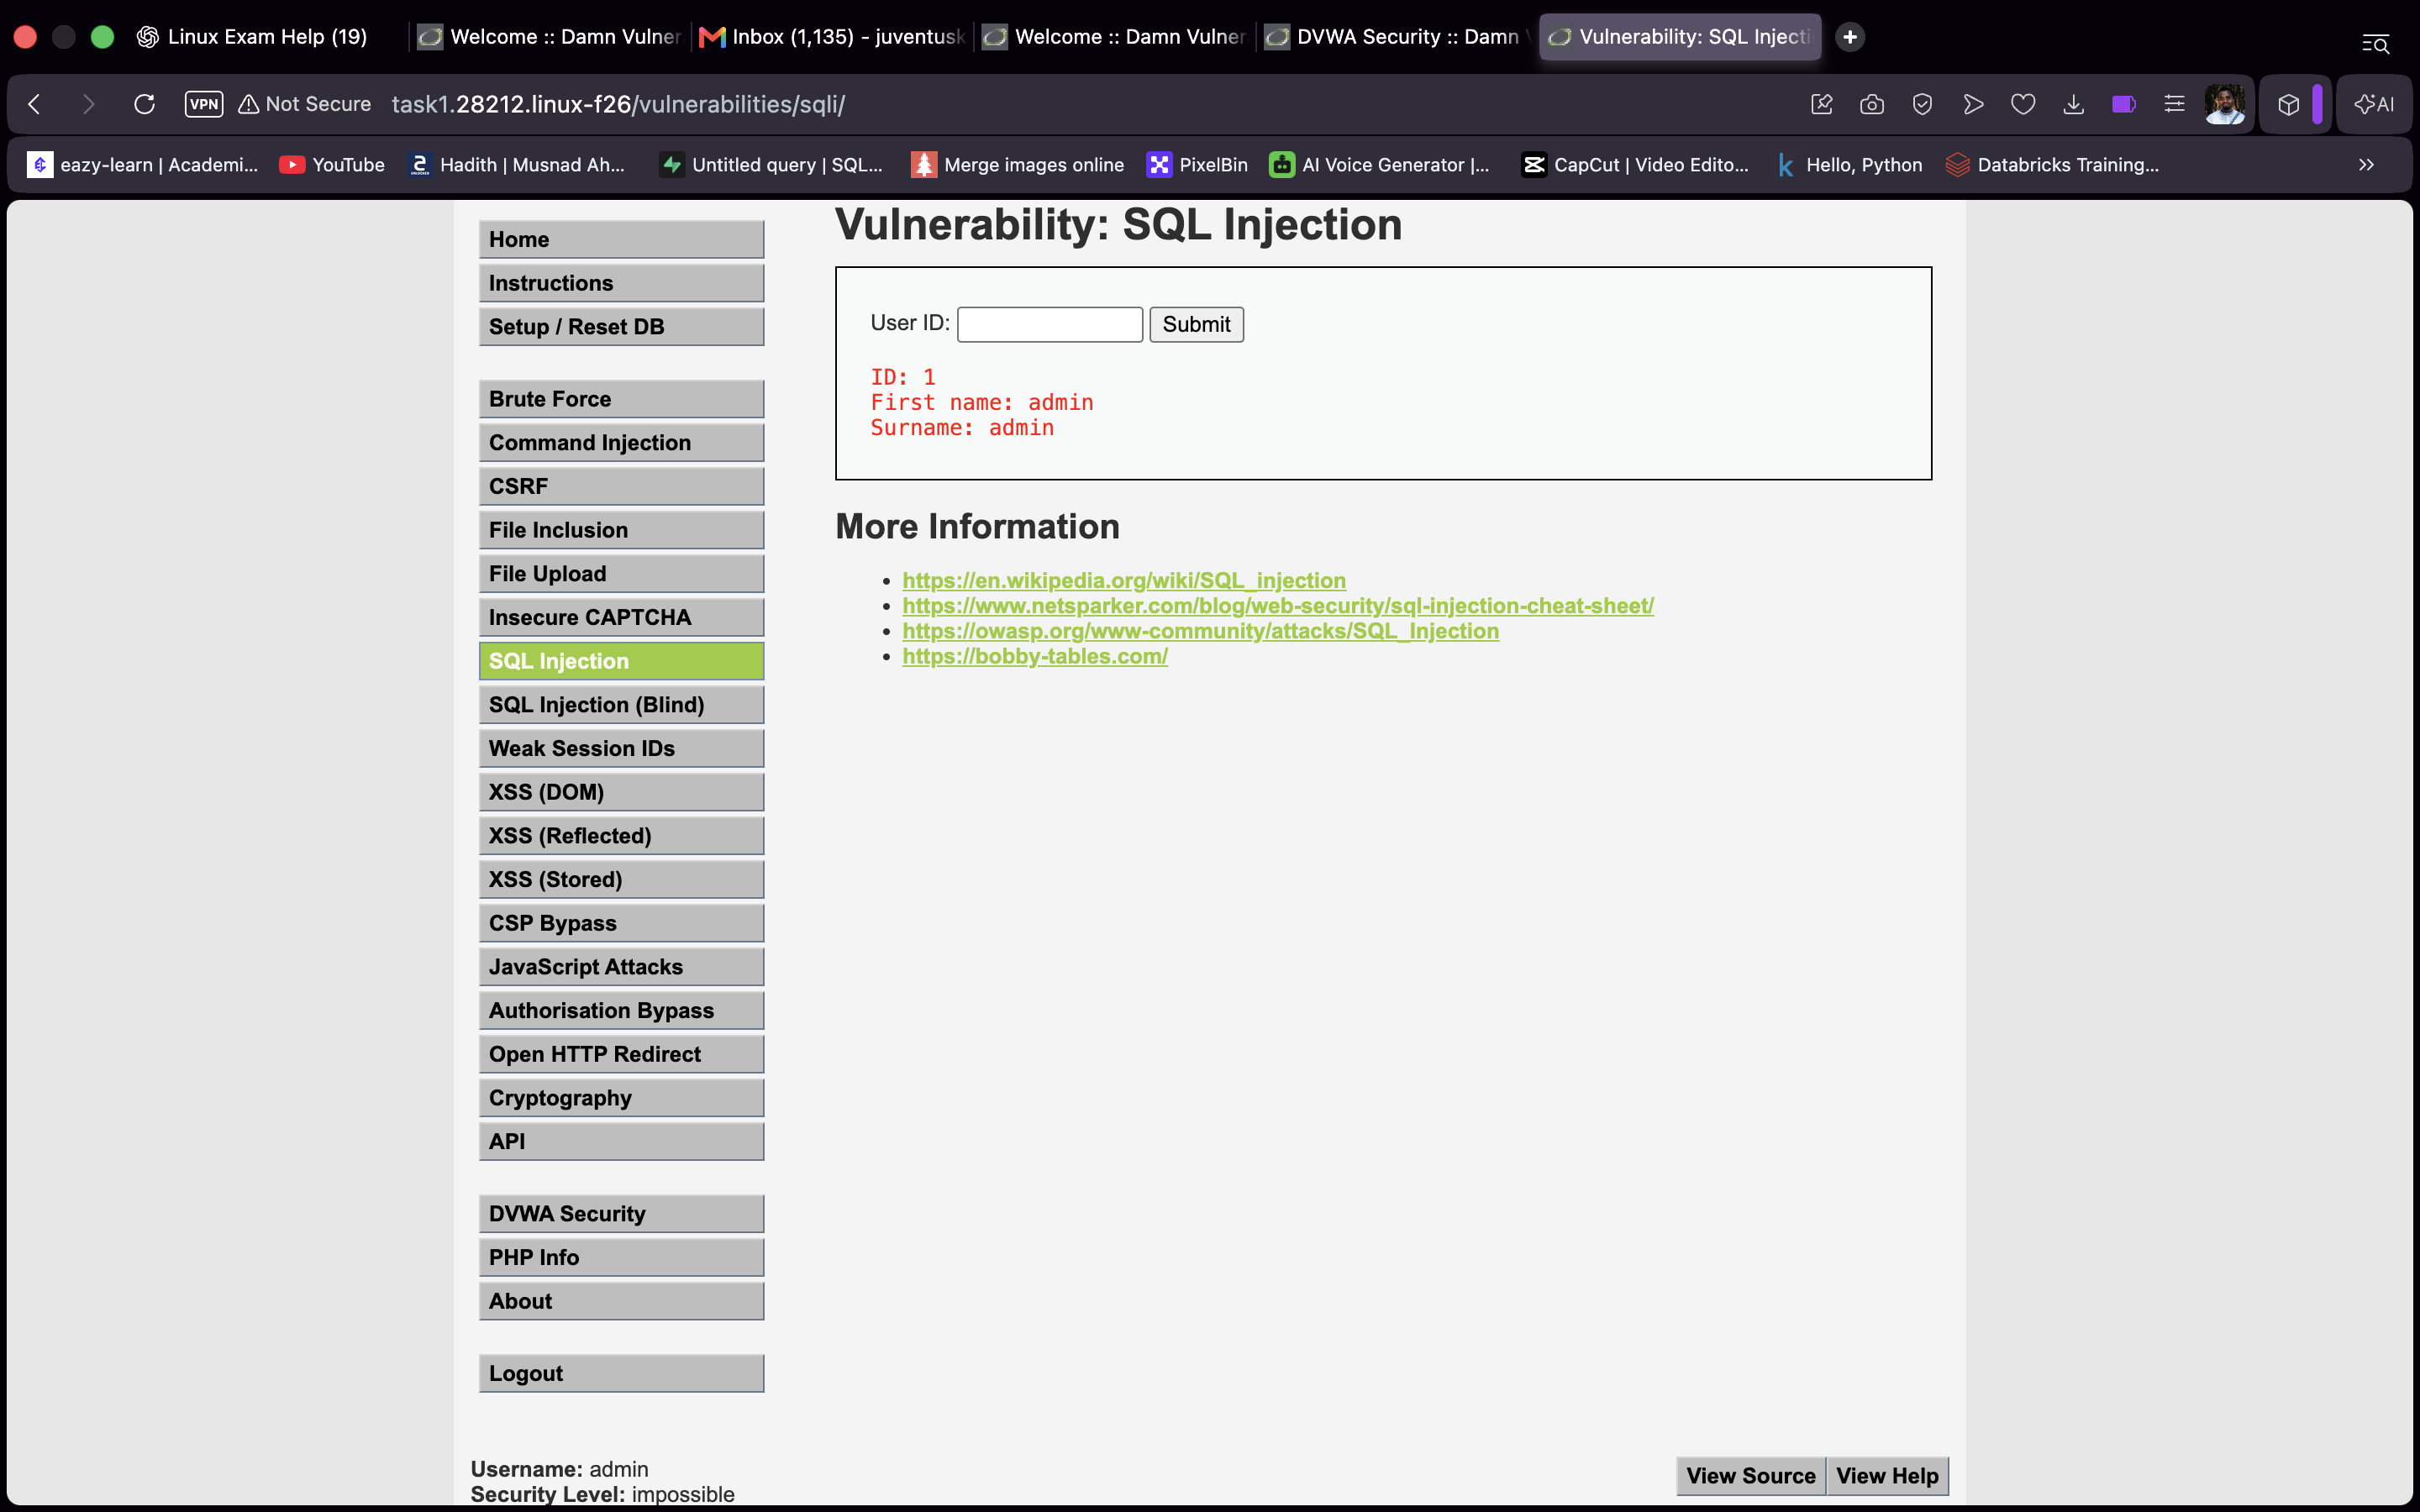 Linux Exam Help (19)
Welcome :: Damn Vulner
Inbox (1,135) - juventusk
Welcome :: Damn Vulner
DVWA Security :: Damn V
Vulnerability: SQL Injecti
VPN
Not Secure
task1.28212.linux-f26/vulnerabilities/sqli/
AI
eazy-learn | Academi...
YouTube
Hadith | Musnad Ah...
Untitled query | SQL...
Merge images online
PixelBin
AI Voice Generator |...
CapCut | Video Edito...
Hello, Python
Databricks Training...
Home
Instructions
Setup / Reset DB
Brute Force
Command Injection
CSRF
File Inclusion
File Upload
Insecure CAPTCHA
SQL Injection
SQL Injection (Blind)
Weak Session IDs
XSS (DOM)
XSS (Reflected)
XSS (Stored)
CSP Bypass
JavaScript Attacks
Authorisation Bypass
Open HTTP Redirect
Cryptography
API
DVWA Security
PHP Info
About
Logout
Vulnerability: SQL Injection
User ID:
Submit
ID: 1
First name: admin
Surname: admin
More Information
https://en.wikipedia.org/wiki/SQL_injection
https://www.netsparker.com/blog/web-security/sql-injection-cheat-sheet/
https://owasp.org/www-community/attacks/SQL_Injection
https://bobby-tables.com/
Username: admin
Security Level: impossible
View Source
View Help